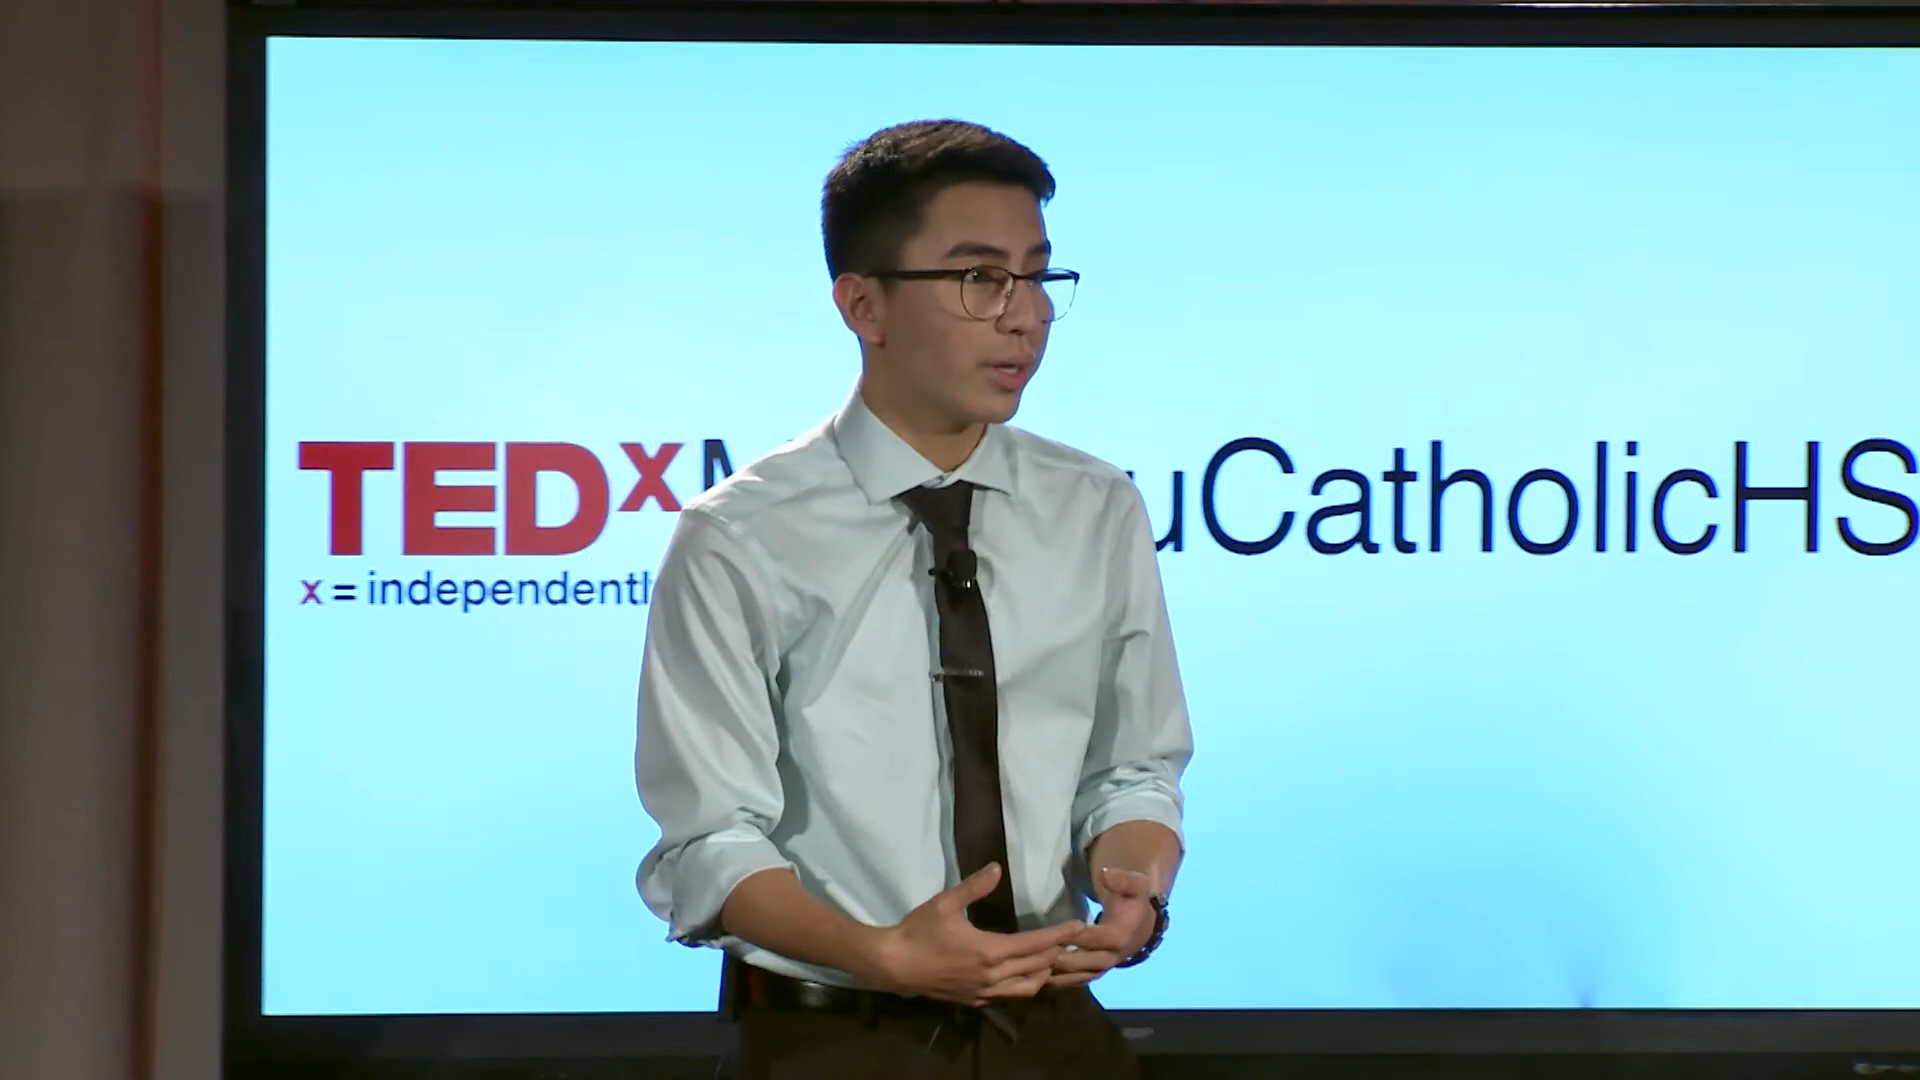 TEDx M uCatholicHS
x = independentl